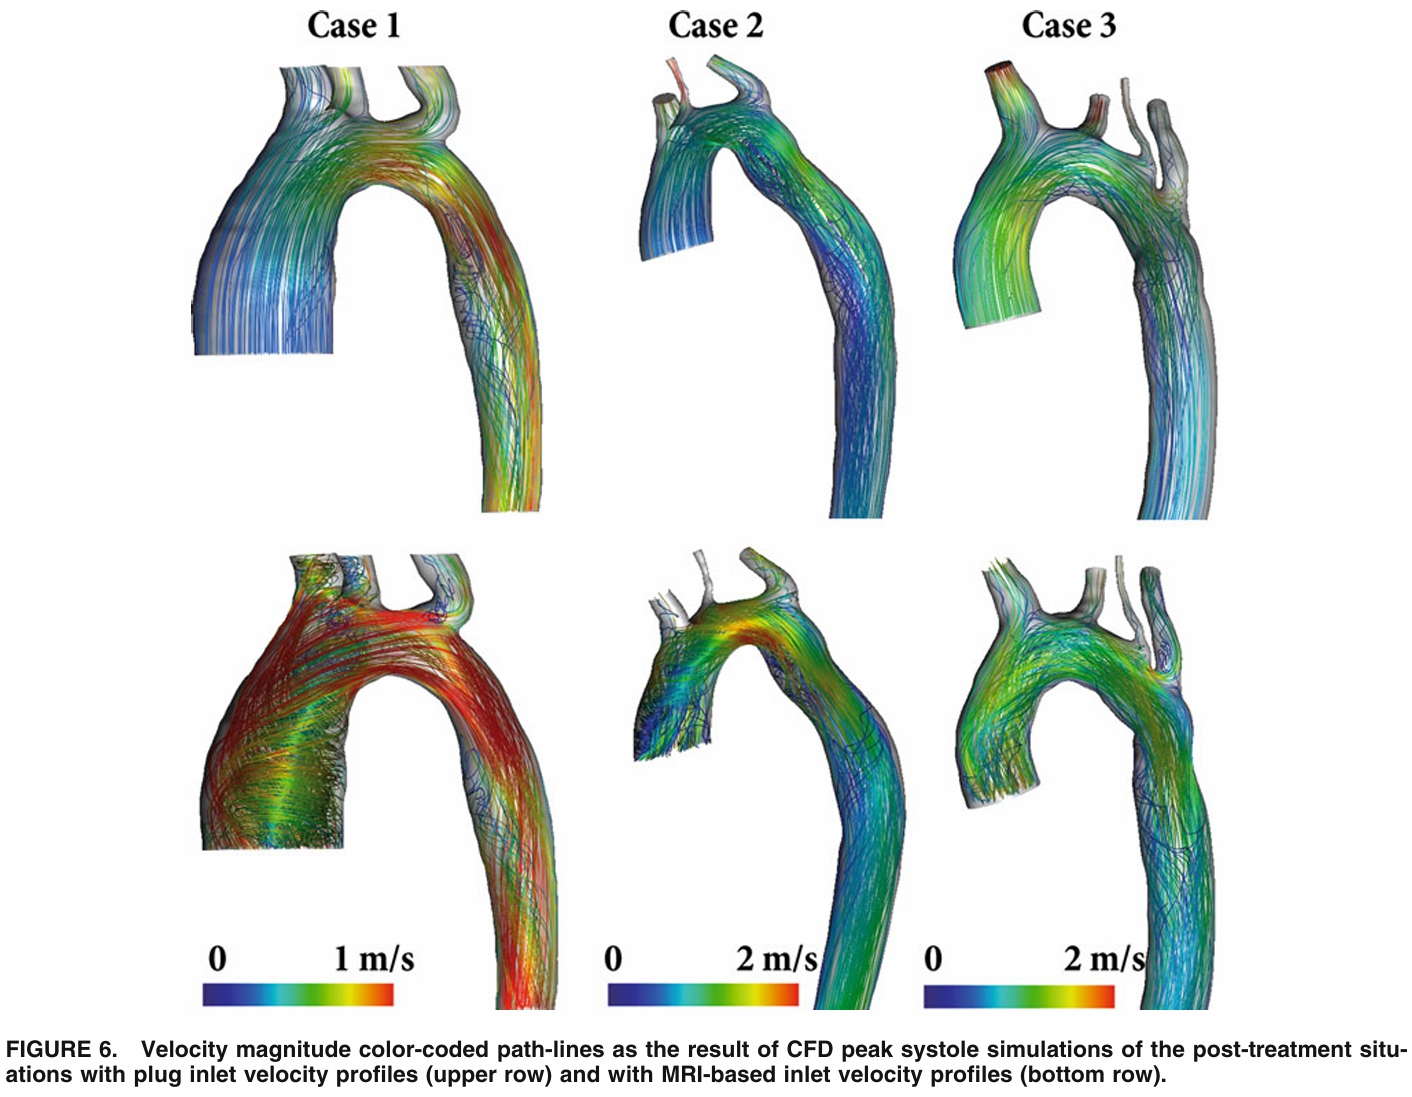 Case 1
Case 2
Case 3
0
1 m/s
0
2 m/s
0
2 m/s
FIGURE 6. Velocity magnitude color-coded path-lines as the result of CFD peak systole simulations of the post-treatment situ-
ations with plug inlet velocity profiles (upper row) and with MRI-based inlet velocity profiles (bottom row).